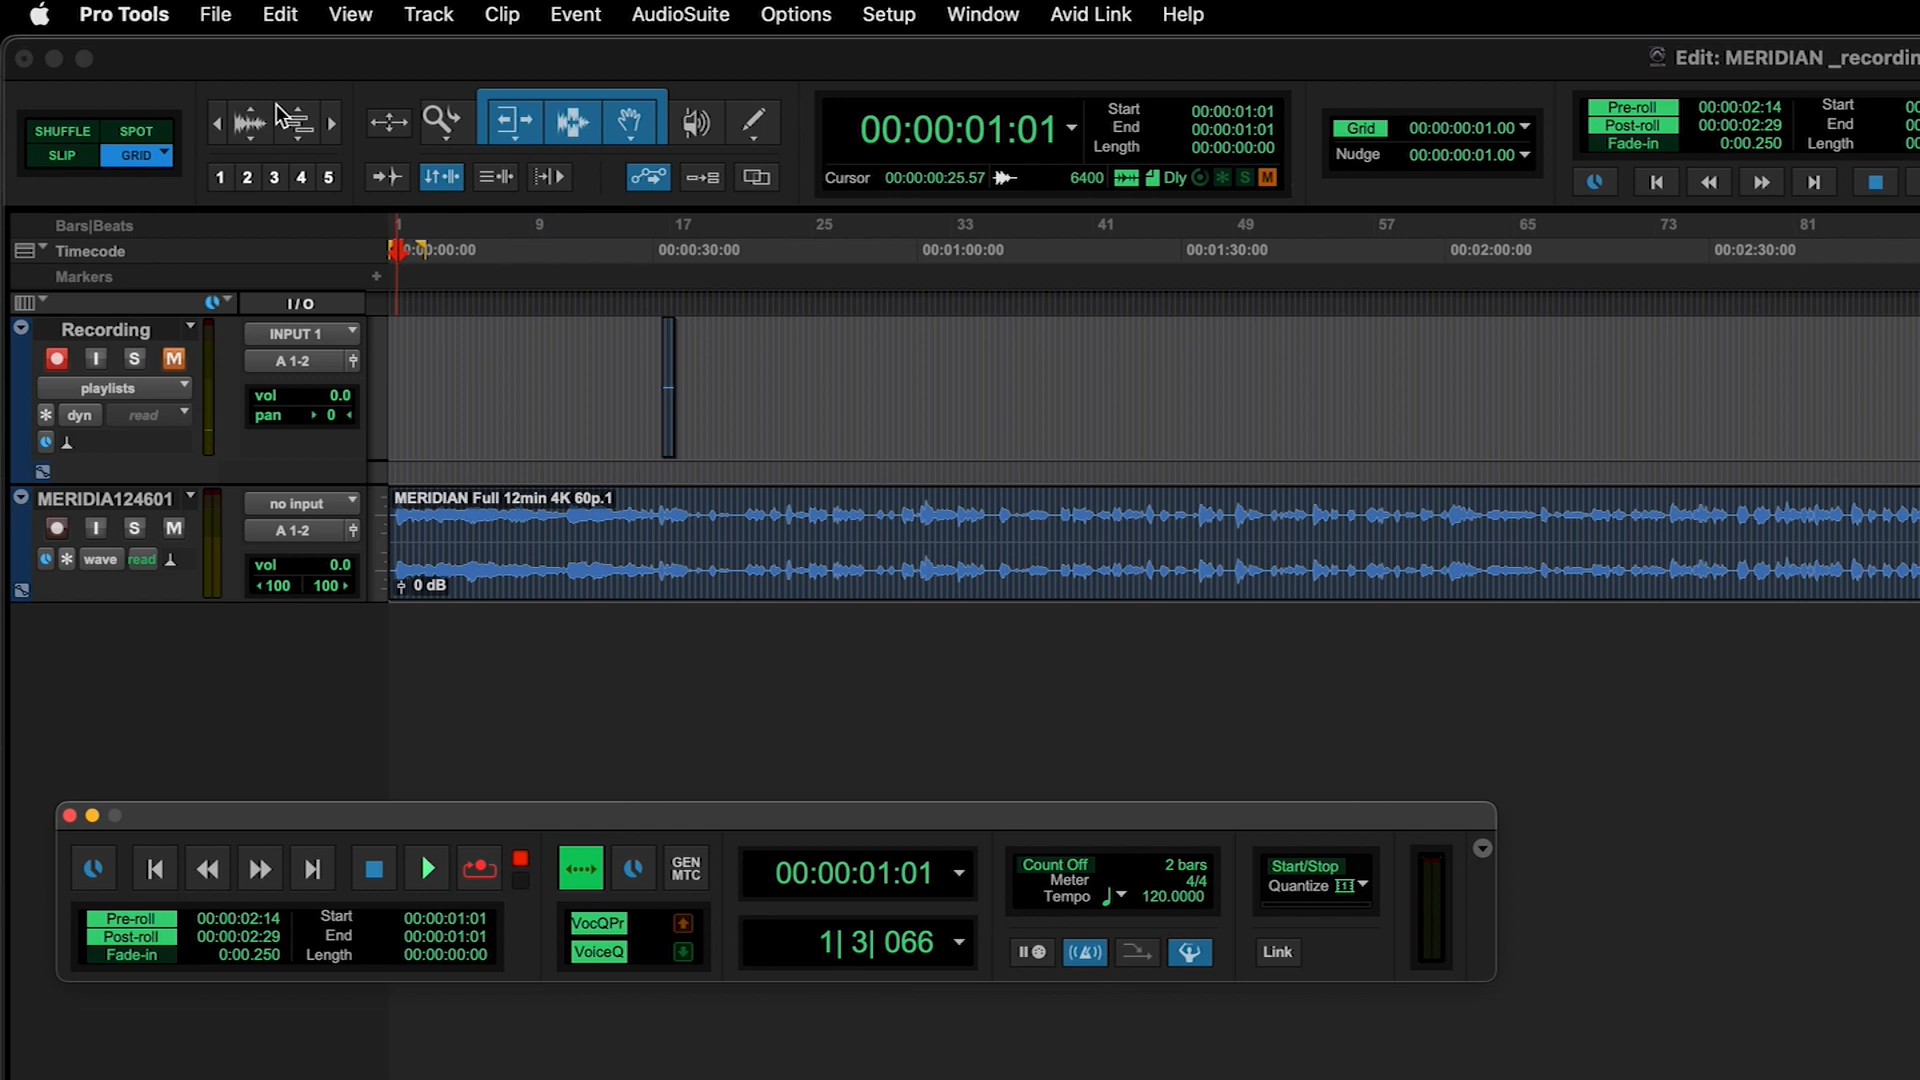 Pro Tools File Edit View Track Clip Event AudioSuite Options Setup Window Avid Link Help
Edit: MERIDIAN _recordin
SHUFFLE SPOT
SLIP GRID
1 2 3 4 5
00:00:01:01
Start 00:00:01:01
End 00:00:01:01
Length 00:00:00:00
Cursor 00:00:00:25.57 6400 Dly S M
Grid 00:00:00:01.00
Nudge 00:00:00:01.00
Pre-roll 00:00:02:14 Start 00
Post-roll 00:00:02:29 End 00
Fade-in 0:00.250 Length 00
Bars|Beats 1 9 17 25 33 41 49 57 65 73 81
Timecode 0:00:00:00 00:00:30:00 00:01:00:00 00:01:30:00 00:02:00:00 00:02:30:00
Markers +
I / O
Recording INPUT 1
I S M A 1-2
playlists vol 0.0
dyn read pan 0
MERIDIA124601 no input MERIDIAN Full 12min 4K 60p.1
I S M A 1-2
wave read vol 0.0
100 100 0 dB
GEN
MTC
00:00:01:01
Count Off 2 bars
Meter 4/4
Tempo 120.0000
Start/Stop
Quantize
Pre-roll 00:00:02:14 Start 00:00:01:01
Post-roll 00:00:02:29 End 00:00:01:01
Fade-in 0:00.250 Length 00:00:00:00
VocQPr
VoiceQ
1| 3| 066
Link